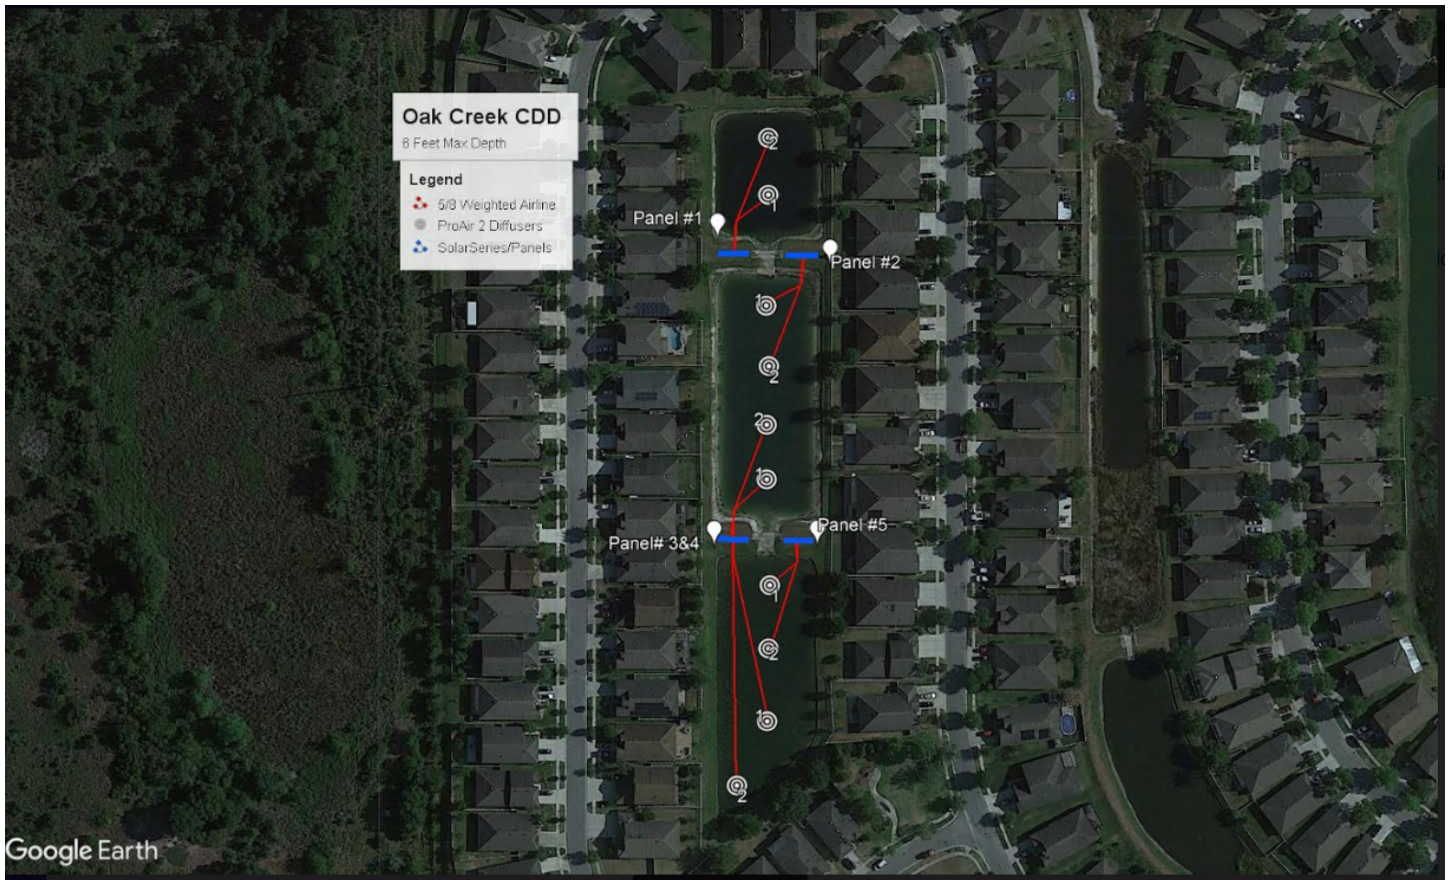 Oak Creek CDD
6 Feet Max Depth
Legend
5/8 Weighted Airline
ProAir 2 Diffusers
SolarSeries/Panels
2
1
Panel #1
Panel #2
1
2
2
1
Panel #5
Panel# 3&4
1
2
1
2
Google Earth